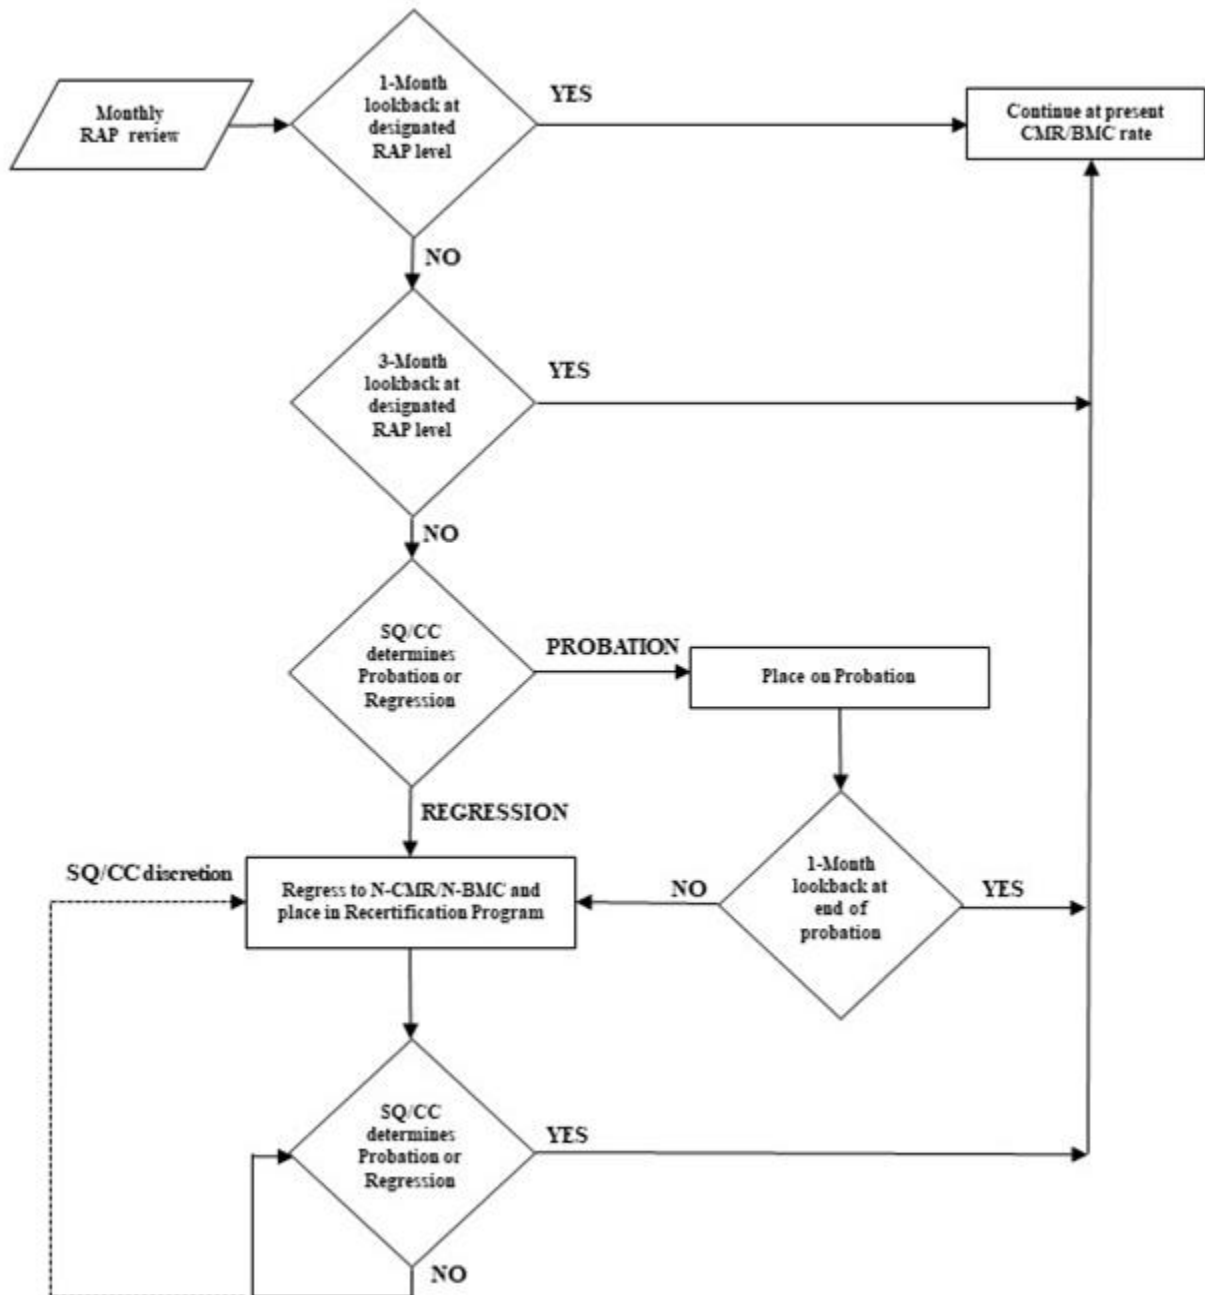 Monthly
RAP review
1-Month
lookback at
designated
RAP level
YES
Continue at present
CMR/BMC rate
NO
3-Month
lookback at
designated
RAP level
YES
NO
SQ/CC
determines
Probation or
Regression
PROBATION
Place on Probation
REGRESSION
SQ/CC discretion
Regress to N-CMR/N-BMC and
place in Recertification Program
NO
1-Month
lookback at
end of
probation
YES
SQ/CC
determines
Probation or
Regression
YES
NO